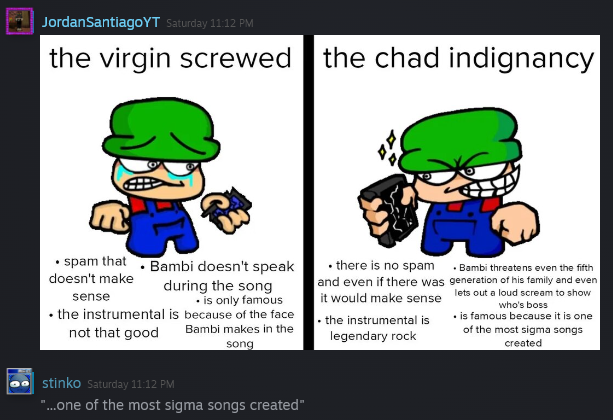 JordanSantiagoYT Saturday 11:12 PM
the virgin screwed
• spam that
doesn't make
sense
• the instrumental is
not that good
• Bambi doesn't speak
during the song
• is only famous
because of the face
Bambi makes in the
song
the chad indignancy
• there is no spam
and even if there was
it would make sense
• the instrumental is
legendary rock
• Bambi threatens even the fifth
generation of his family and even
lets out a loud scream to show
who's boss
• is famous because it is one
of the most sigma songs
created
stinko Saturday 11:12 PM
"...one of the most sigma songs created"